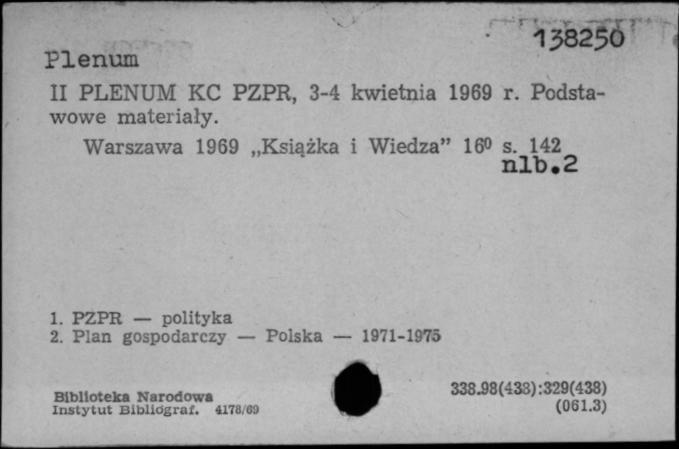 138250
Plenum
II PLENUM KC PZPR, 3-4 kwietnia 1969 r. Podsta-
wowe materiały.
Warszawa 1969 „Książka i Wiedza” 16⁰ s. 142
nlb.2
1. PZPR — polityka
2. Plan gospodarczy — Polska — 1971-1975
Biblioteka Narodowa
Instytut Bibliograf. 4178/69
338.98(438):329(438)
(061.3)